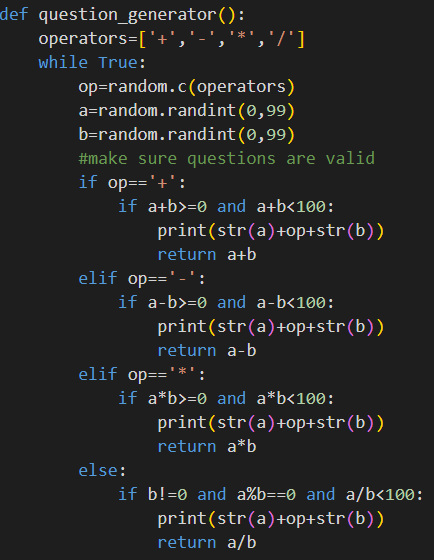 def question_generator():
    operators=['+','-','*','/']
    while True:
        op=random.c(operators)
        a=random.randint(0,99)
        b=random.randint(0,99)
        #make sure questions are valid
        if op=='+':
            if a+b>=0 and a+b<100:
                print(str(a)+op+str(b))
                return a+b
        elif op=='-':
            if a-b>=0 and a-b<100:
                print(str(a)+op+str(b))
                return a-b
        elif op=='*':
            if a*b>=0 and a*b<100:
                print(str(a)+op+str(b))
                return a*b
        else:
            if b!=0 and a%b==0 and a/b<100:
                print(str(a)+op+str(b))
                return a/b